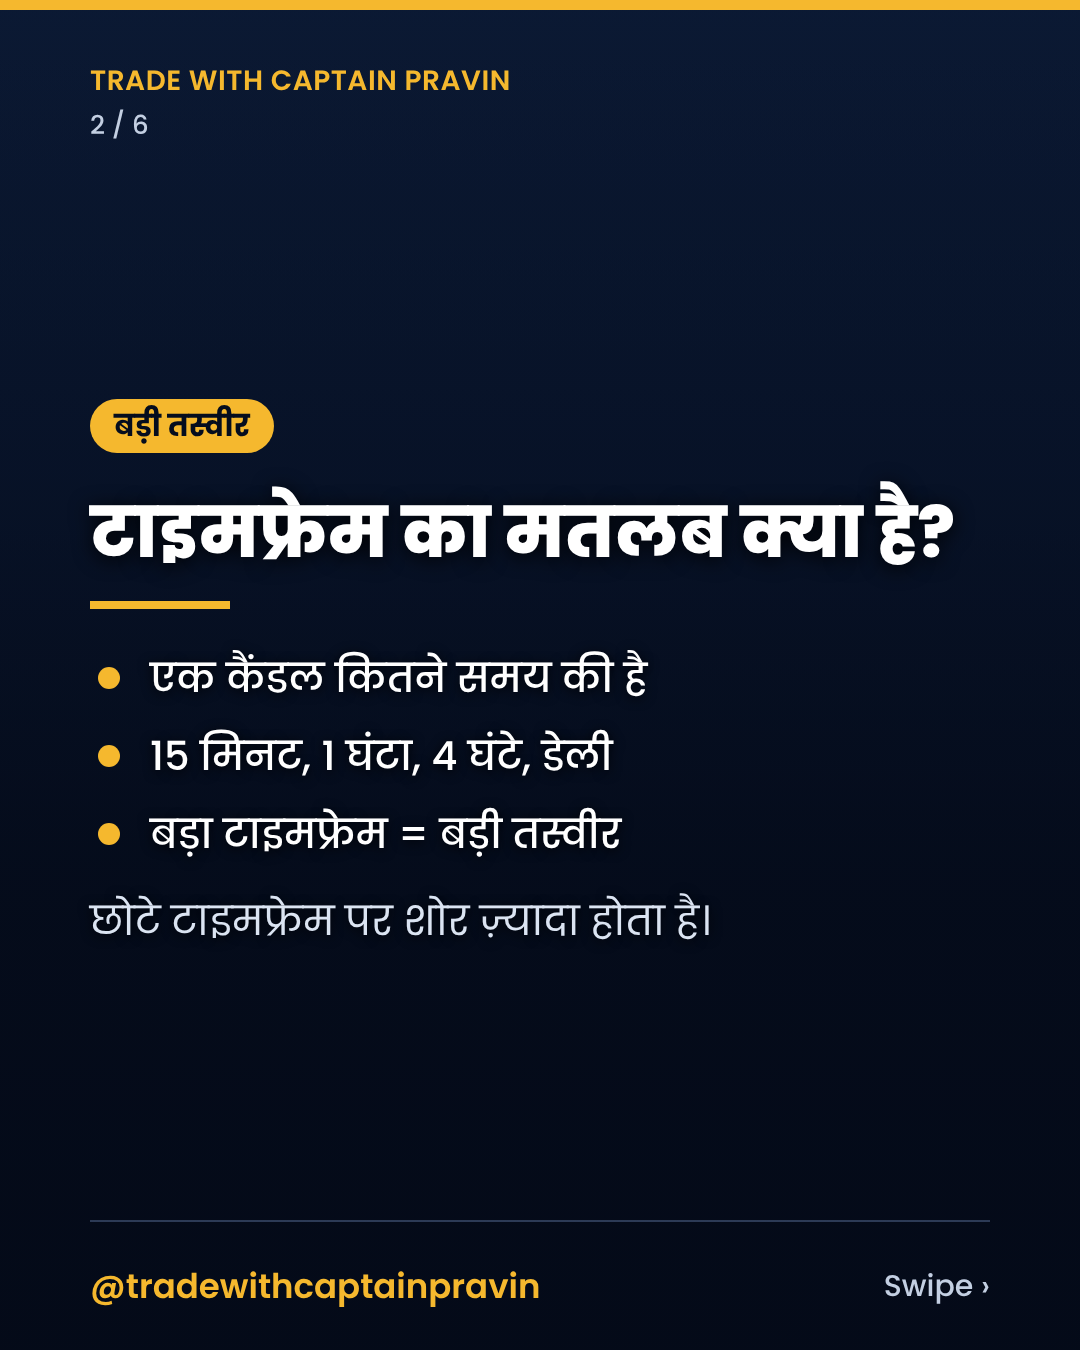 TRADE WITH CAPTAIN PRAVIN
2 / 6
बड़ी तस्वीर
टाइमफ्रेम का मतलब क्या है?
एक कैंडल कितने समय की है
15 मिनट, 1 घंटा, 4 घंटे, डेली
बड़ा टाइमफ्रेम = बड़ी तस्वीर
छोटे टाइमफ्रेम पर शोर ज़्यादा होता है।
@tradewithcaptainpravin
Swipe ›